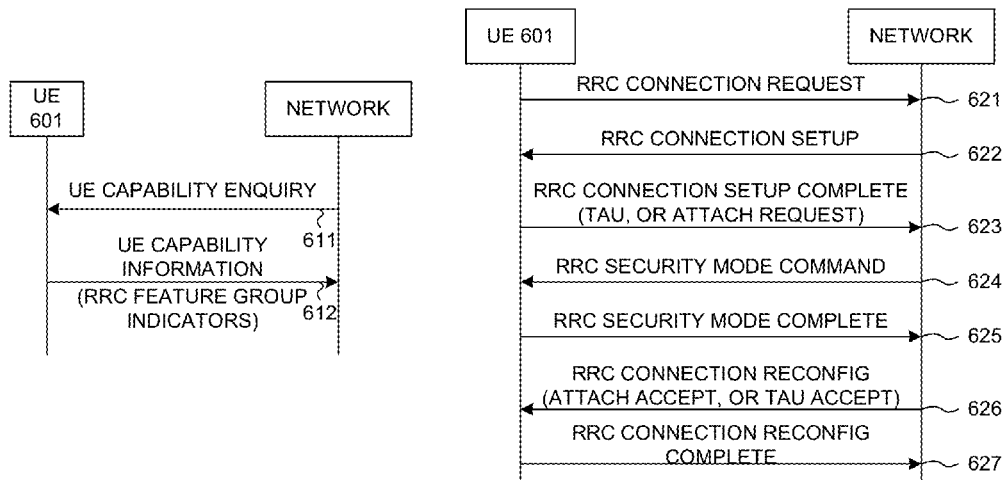 UE
601
NETWORK
UE CAPABILITY ENQUIRY
611
UE CAPABILITY
INFORMATION
(RRC FEATURE GROUP
INDICATORS)
612
UE 601
NETWORK
RRC CONNECTION REQUEST
621
RRC CONNECTION SETUP
622
RRC CONNECTION SETUP COMPLETE
(TAU, OR ATTACH REQUEST)
623
RRC SECURITY MODE COMMAND
624
RRC SECURITY MODE COMPLETE
625
RRC CONNECTION RECONFIG
(ATTACH ACCEPT, OR TAU ACCEPT)
626
RRC CONNECTION RECONFIG
COMPLETE
627